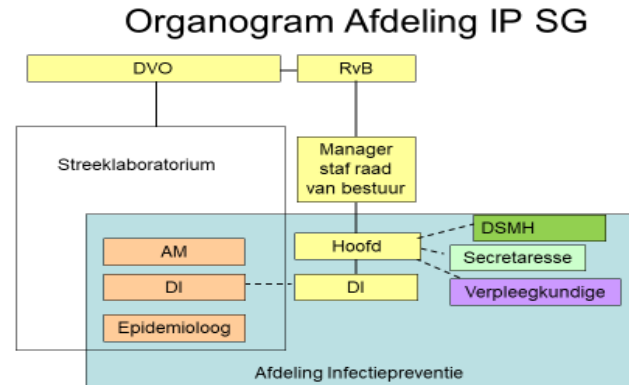 Organogram Afdeling IP SG
DVO
RvB
Streeklaboratorium
Manager
staf raad
van bestuur
DSMH
Hoofd
AM
Secretaresse
DI
DI
Verpleegkundige
Epidemioloog
Afdeling Infectiepreventie